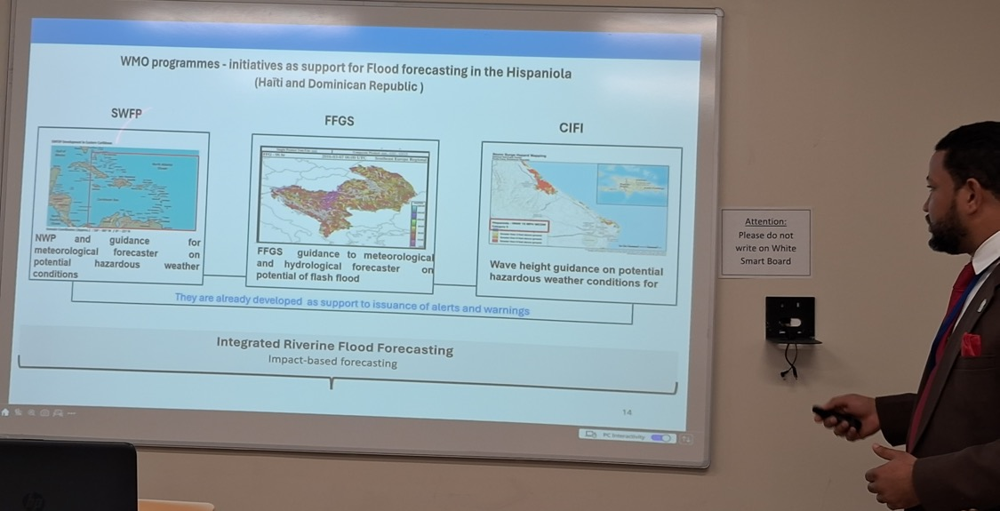 WMO programmes - initiatives as support for Flood forecasting in the Hispaniola
(Haïti and Dominican Republic )
SWFP
FFGS
CIFI
NWP and guidance for
meteorological forecaster on
potential hazardous weather
conditions
FFGS guidance to meteorological
and hydrological forecaster on
potential of flash flood
Wave height guidance on potential
hazardous weather conditions for
They are already developed as support to issuance of alerts and warnings
Integrated Riverine Flood Forecasting
Impact-based forecasting
14
PC Interactivity
Attention:
Please do not
write on White
Smart Board
hp